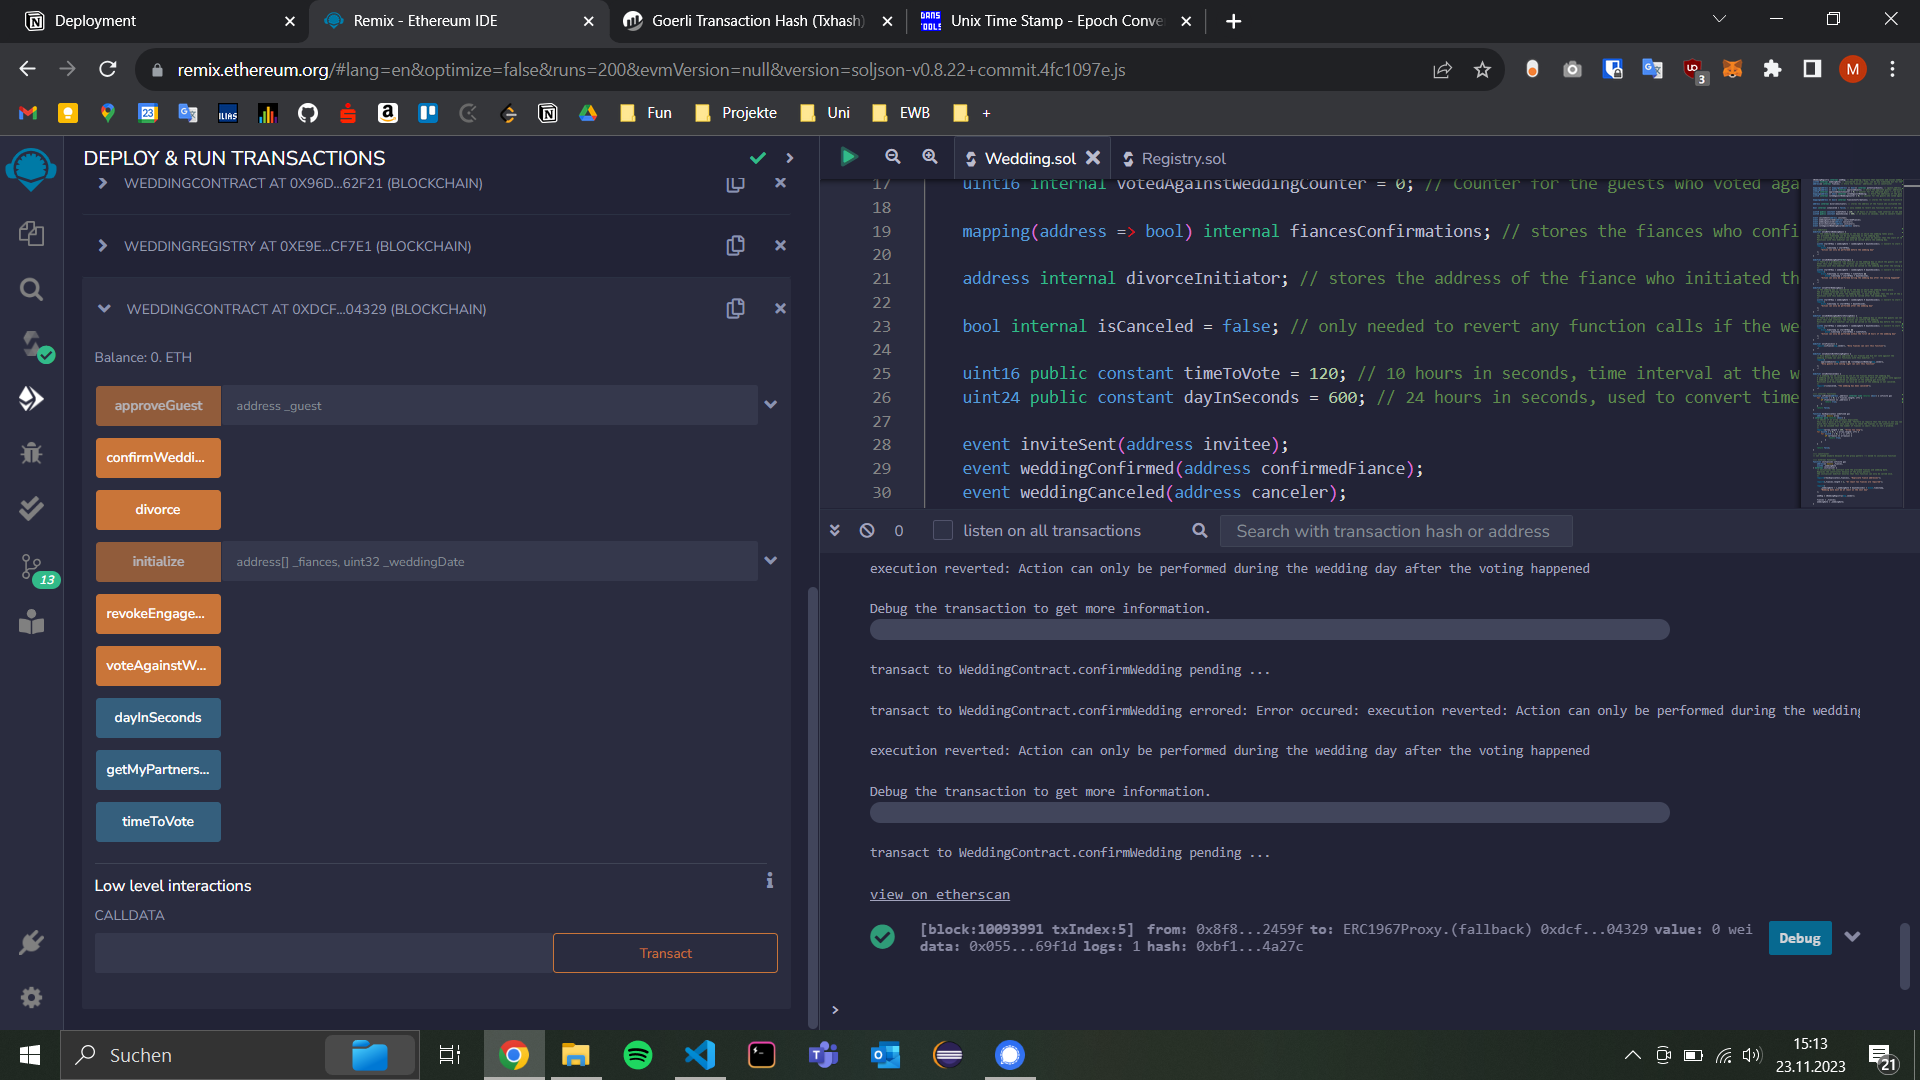 Deployment
Remix - Ethereum IDE
Goerli Transaction Hash (Txhash)
DANS TOOLS
Unix Time Stamp - Epoch Conve
remix.ethereum.org/#lang=en&optimize=false&runs=200&evmVersion=null&version=soljson-v0.8.22+commit.4fc1097e.js
3
M
23
ILIAS
Fun
Projekte
Uni
EWB
+
DEPLOY & RUN TRANSACTIONS
WEDDINGCONTRACT AT 0X96D...62F21 (BLOCKCHAIN)
WEDDINGREGISTRY AT 0XE9E...CF7E1 (BLOCKCHAIN)
WEDDINGCONTRACT AT 0XDCF...04329 (BLOCKCHAIN)
Balance: 0. ETH
approveGuest address _guest
confirmWeddi...
divorce
initialize address[] _fiances, uint32 _weddingDate
13
revokeEngage...
voteAgainstW...
dayInSeconds
getMyPartners...
timeToVote
Low level interactions
CALLDATA
Transact
Wedding.sol
Registry.sol
17 uint16 internal votedAgainstWeddingCounter = 0; // Counter for the guests who voted aga
18
19 mapping(address => bool) internal fiancesConfirmations; // stores the fiances who confi
20
21 address internal divorceInitiator; // stores the address of the fiance who initiated th
22
23 bool internal isCanceled = false; // only needed to revert any function calls if the we
24
25 uint16 public constant timeToVote = 120; // 10 hours in seconds, time interval at the w
26 uint24 public constant dayInSeconds = 600; // 24 hours in seconds, used to convert time
27
28 event inviteSent(address invitee);
29 event weddingConfirmed(address confirmedFiance);
30 event weddingCanceled(address canceler);
0 listen on all transactions Search with transaction hash or address
execution reverted: Action can only be performed during the wedding day after the voting happened
Debug the transaction to get more information.
transact to WeddingContract.confirmWedding pending ...
transact to WeddingContract.confirmWedding errored: Error occured: execution reverted: Action can only be performed during the wedding
execution reverted: Action can only be performed during the wedding day after the voting happened
Debug the transaction to get more information.
transact to WeddingContract.confirmWedding pending ...
view on etherscan
[block:10093991 txIndex:5] from: 0x8f8...2459f to: ERC1967Proxy.(fallback) 0xdcf...04329 value: 0 wei
data: 0x055...69f1d logs: 1 hash: 0xbf1...4a27c
Debug
>
Suchen
15:13
23.11.2023
21